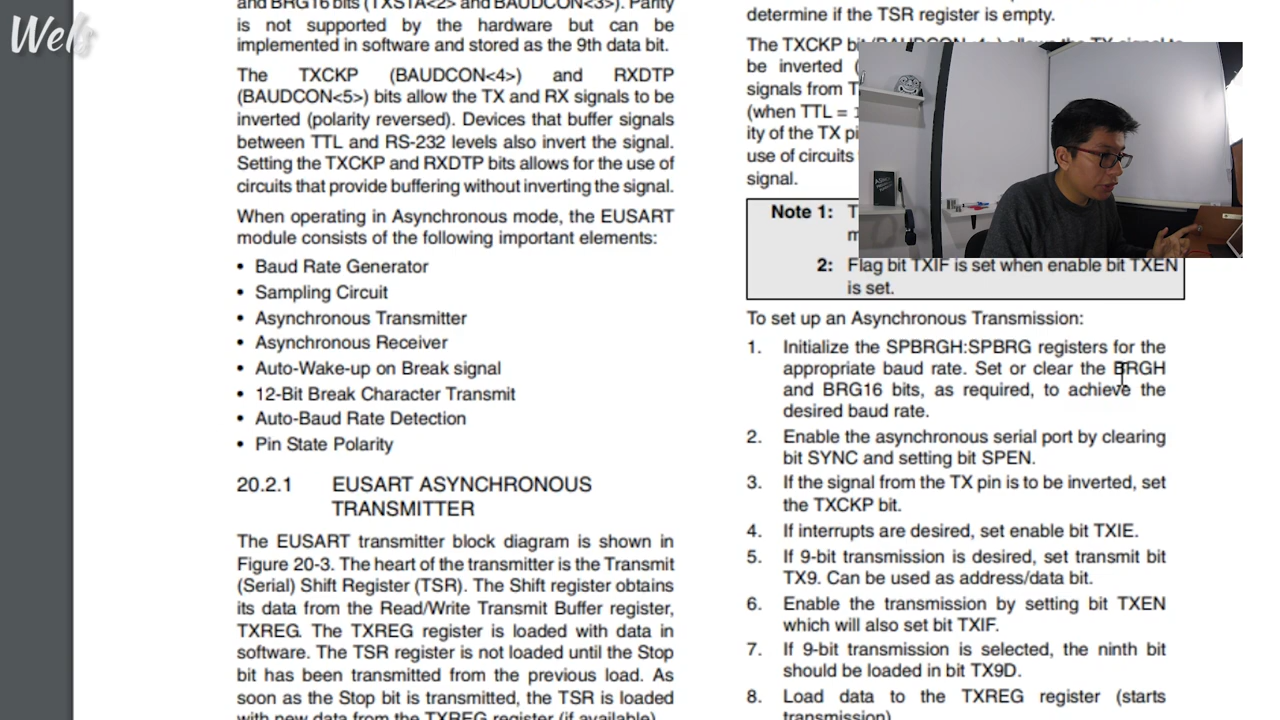 Wels
and BRG16 bits (TXSTA<2> and BAUDCON<3>). Parity
is not supported by the hardware but can be
implemented in software and stored as the 9th data bit.
The TXCKP (BAUDCON<4>) and RXDTP
(BAUDCON<5>) bits allow the TX and RX signals to be
inverted (polarity reversed). Devices that buffer signals
between TTL and RS-232 levels also invert the signal.
Setting the TXCKP and RXDTP bits allows for the use of
circuits that provide buffering without inverting the signal.
When operating in Asynchronous mode, the EUSART
module consists of the following important elements:
• Baud Rate Generator
• Sampling Circuit
• Asynchronous Transmitter
• Asynchronous Receiver
• Auto-Wake-up on Break signal
• 12-Bit Break Character Transmit
• Auto-Baud Rate Detection
• Pin State Polarity
20.2.1 EUSART ASYNCHRONOUS
TRANSMITTER
The EUSART transmitter block diagram is shown in
Figure 20-3. The heart of the transmitter is the Transmit
(Serial) Shift Register (TSR). The Shift register obtains
its data from the Read/Write Transmit Buffer register,
TXREG. The TXREG register is loaded with data in
software. The TSR register is not loaded until the Stop
bit has been transmitted from the previous load. As
soon as the Stop bit is transmitted, the TSR is loaded
with new data from the TXREG register (if available).
determine if the TSR register is empty.
The TXCKP bit (BAUDCON<4>) allows the TX signal to
be inverted (
signals from T
(when TTL = 1
ity of the TX pi
use of circuits
signal.
Note 1: T
m
2: Flag bit TXIF is set when enable bit TXEN
is set.
To set up an Asynchronous Transmission:
1. Initialize the SPBRGH:SPBRG registers for the
appropriate baud rate. Set or clear the BRGH
and BRG16 bits, as required, to achieve the
desired baud rate.
2. Enable the asynchronous serial port by clearing
bit SYNC and setting bit SPEN.
3. If the signal from the TX pin is to be inverted, set
the TXCKP bit.
4. If interrupts are desired, set enable bit TXIE.
5. If 9-bit transmission is desired, set transmit bit
TX9. Can be used as address/data bit.
6. Enable the transmission by setting bit TXEN
which will also set bit TXIF.
7. If 9-bit transmission is selected, the ninth bit
should be loaded in bit TX9D.
8. Load data to the TXREG register (starts
transmission)